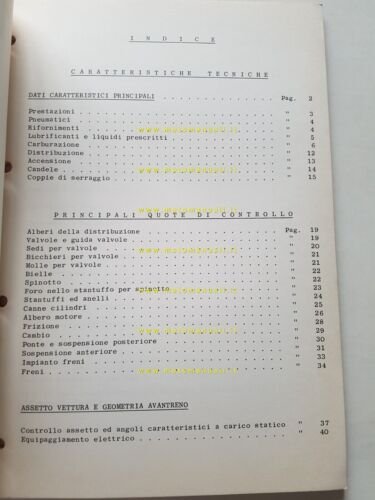 I N D I C E
CARATTERISTICHE TECNICHE
DATI CARATTERISTICI PRINCIPALI . . . . . . . . . . . . . Pag. 2
Prestazioni . . . . . . . . . . . . . . . . . . . . . " 3
Pneumatici . . . . . . . . . . . . . . . . . . . . . " 4
Rifornimenti . . . . . . . . . . . . . . . . . . . . " 4
Lubrificanti e liquidi prescritti . . . . . . . . . . " 5
Carburazione . . . . . . . . . . . . . . . . . . . . " 6
Distribuzione . . . . . . . . . . . . . . . . . . . . " 12
Accensione . . . . . . . . . . . . . . . . . . . . . " 13
Candele . . . . . . . . . . . . . . . . . . . . . . . " 14
Coppie di serraggio . . . . . . . . . . . . . . . . . " 15
PRINCIPALI QUOTE DI CONTROLLO
Alberi della distribuzione . . . . . . . . . . . . . Pag. 19
Valvole e guida valvole . . . . . . . . . . . . . . . " 19
Sedi per valvole . . . . . . . . . . . . . . . . . . " 20
Bicchieri per valvole . . . . . . . . . . . . . . . . " 21
Molle per valvole . . . . . . . . . . . . . . . . . . " 21
Bielle . . . . . . . . . . . . . . . . . . . . . . . " 22
Spinotto . . . . . . . . . . . . . . . . . . . . . . " 22
Foro nello stantuffo per spinotto . . . . . . . . . . " 23
Stantuffi ed anelli . . . . . . . . . . . . . . . . . " 24
Canne cilindri . . . . . . . . . . . . . . . . . . . " 25
Albero motore . . . . . . . . . . . . . . . . . . . . " 26
Frizione . . . . . . . . . . . . . . . . . . . . . . " 28
Cambio . . . . . . . . . . . . . . . . . . . . . . . " 29
Ponte e sospensione posteriore . . . . . . . . . . . " 30
Sospensione anteriore . . . . . . . . . . . . . . . . " 31
Impianto freni . . . . . . . . . . . . . . . . . . . " 33
Freni . . . . . . . . . . . . . . . . . . . . . . . . " 34
ASSETTO VETTURA E GEOMETRIA AVANTRENO
Controllo assetto ed angoli caratteristici a carico statico " 37
Equipaggiamento elettrico . . . . . . . . . . . . . . " 40